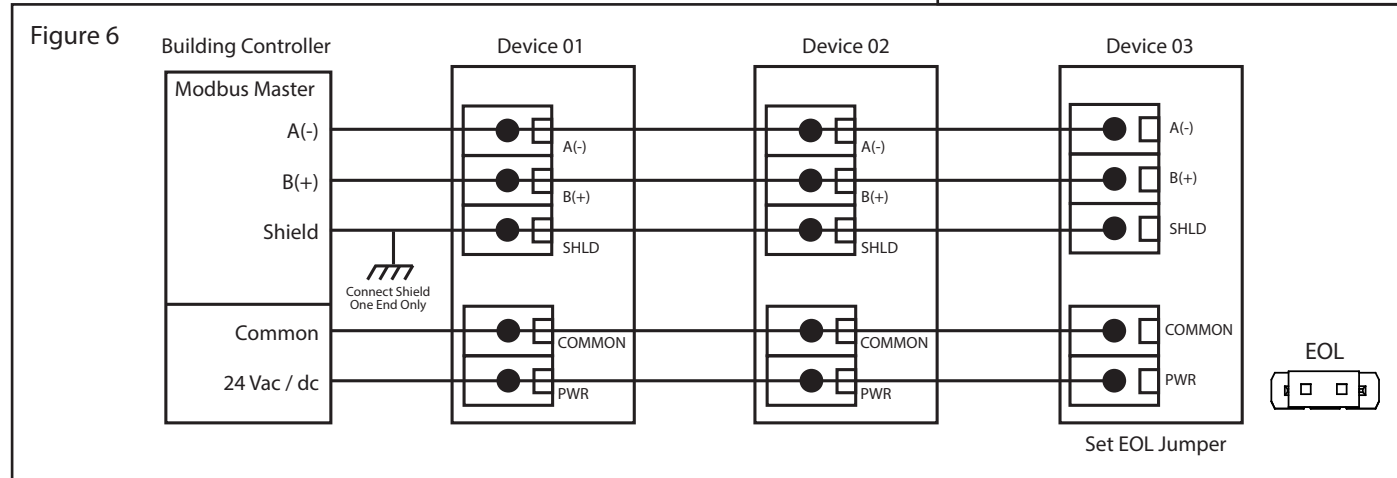 Figure 6
Building Controller
Device 01
Device 02
Device 03
Modbus Master
A(-)
B(+)
Shield
Connect Shield
One End Only
Common
24 Vac / dc
A(-)
B(+)
SHLD
COMMON
PWR
A(-)
B(+)
SHLD
COMMON
PWR
A(-)
B(+)
SHLD
COMMON
PWR
Set EOL Jumper
EOL